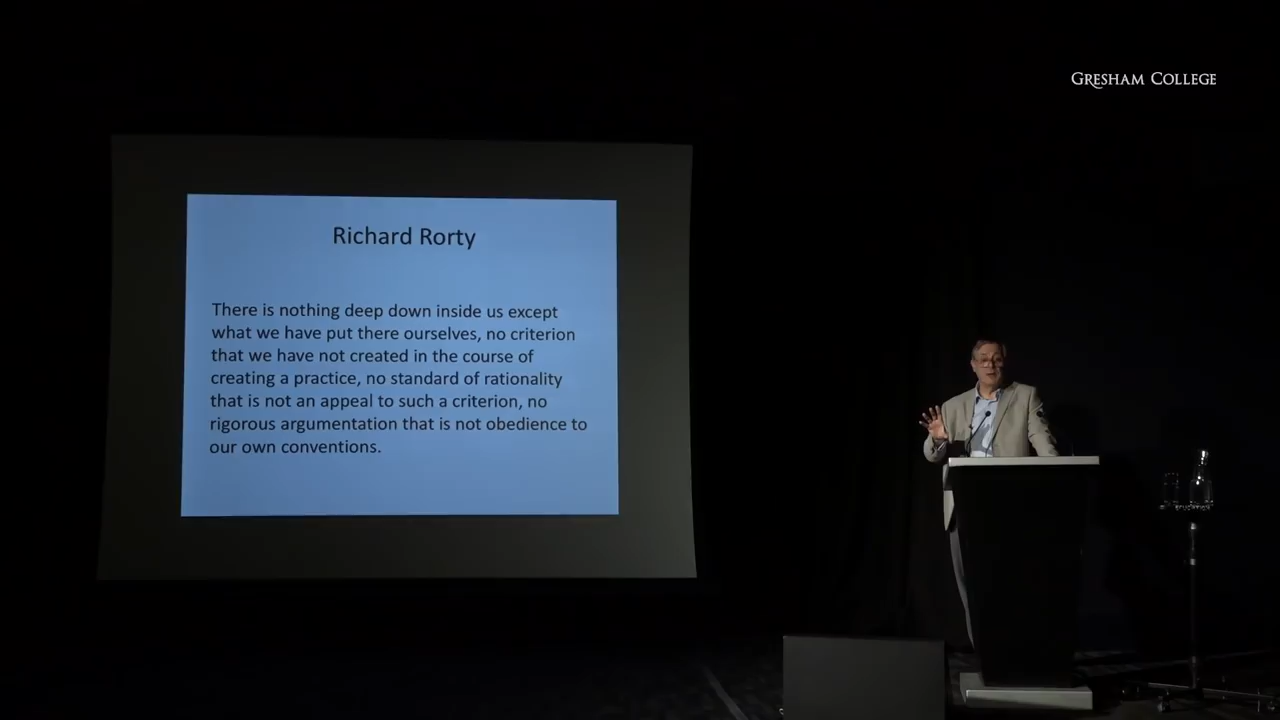 GRESHAM COLLEGE
Richard Rorty
There is nothing deep down inside us except
what we have put there ourselves, no criterion
that we have not created in the course of
creating a practice, no standard of rationality
that is not an appeal to such a criterion, no
rigorous argumentation that is not obedience to
our own conventions.